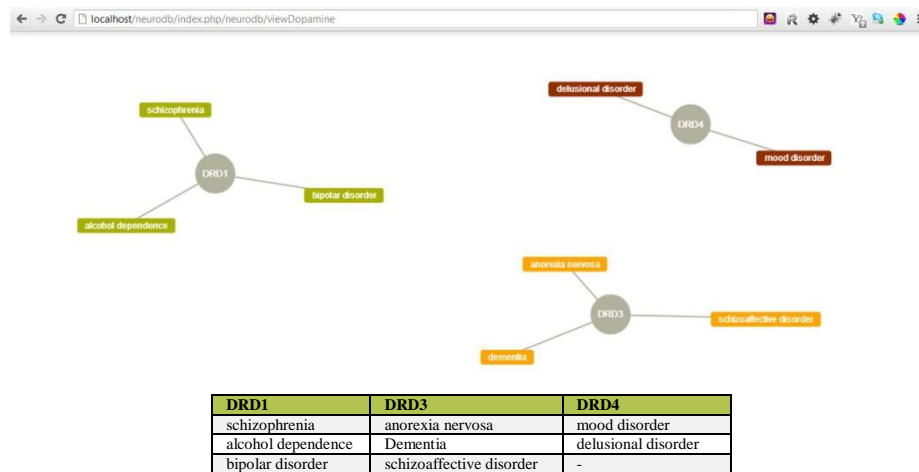 localhost/neurodb/index.php/neurodb/viewDopamine
delusional disorder
schizophrenia
DRD4
mood disorder
DRD1
bipolar disorder
alcohol dependence
anorexia nervosa
DRD3
schizoaffective disorder
dementia
DRD1 DRD3 DRD4
schizophrenia anorexia nervosa mood disorder
alcohol dependence Dementia delusional disorder
bipolar disorder schizoaffective disorder -